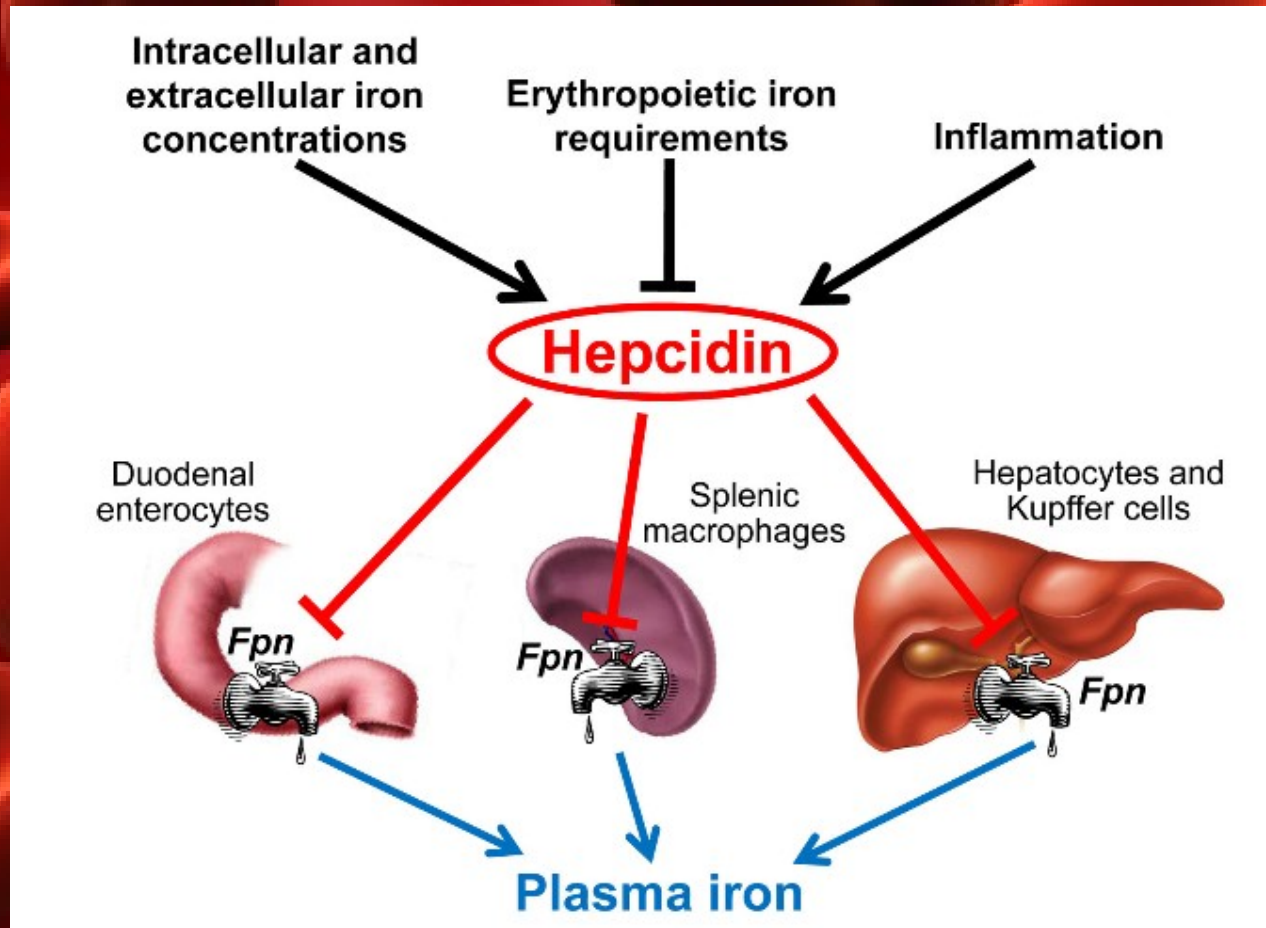 Intracellular and
extracellular iron
concentrations
Erythropoietic iron
requirements
Inflammation
Hepcidin
Duodenal
enterocytes
Splenic
macrophages
Hepatocytes and
Kupffer cells
Fpn
Fpn
Fpn
Plasma iron